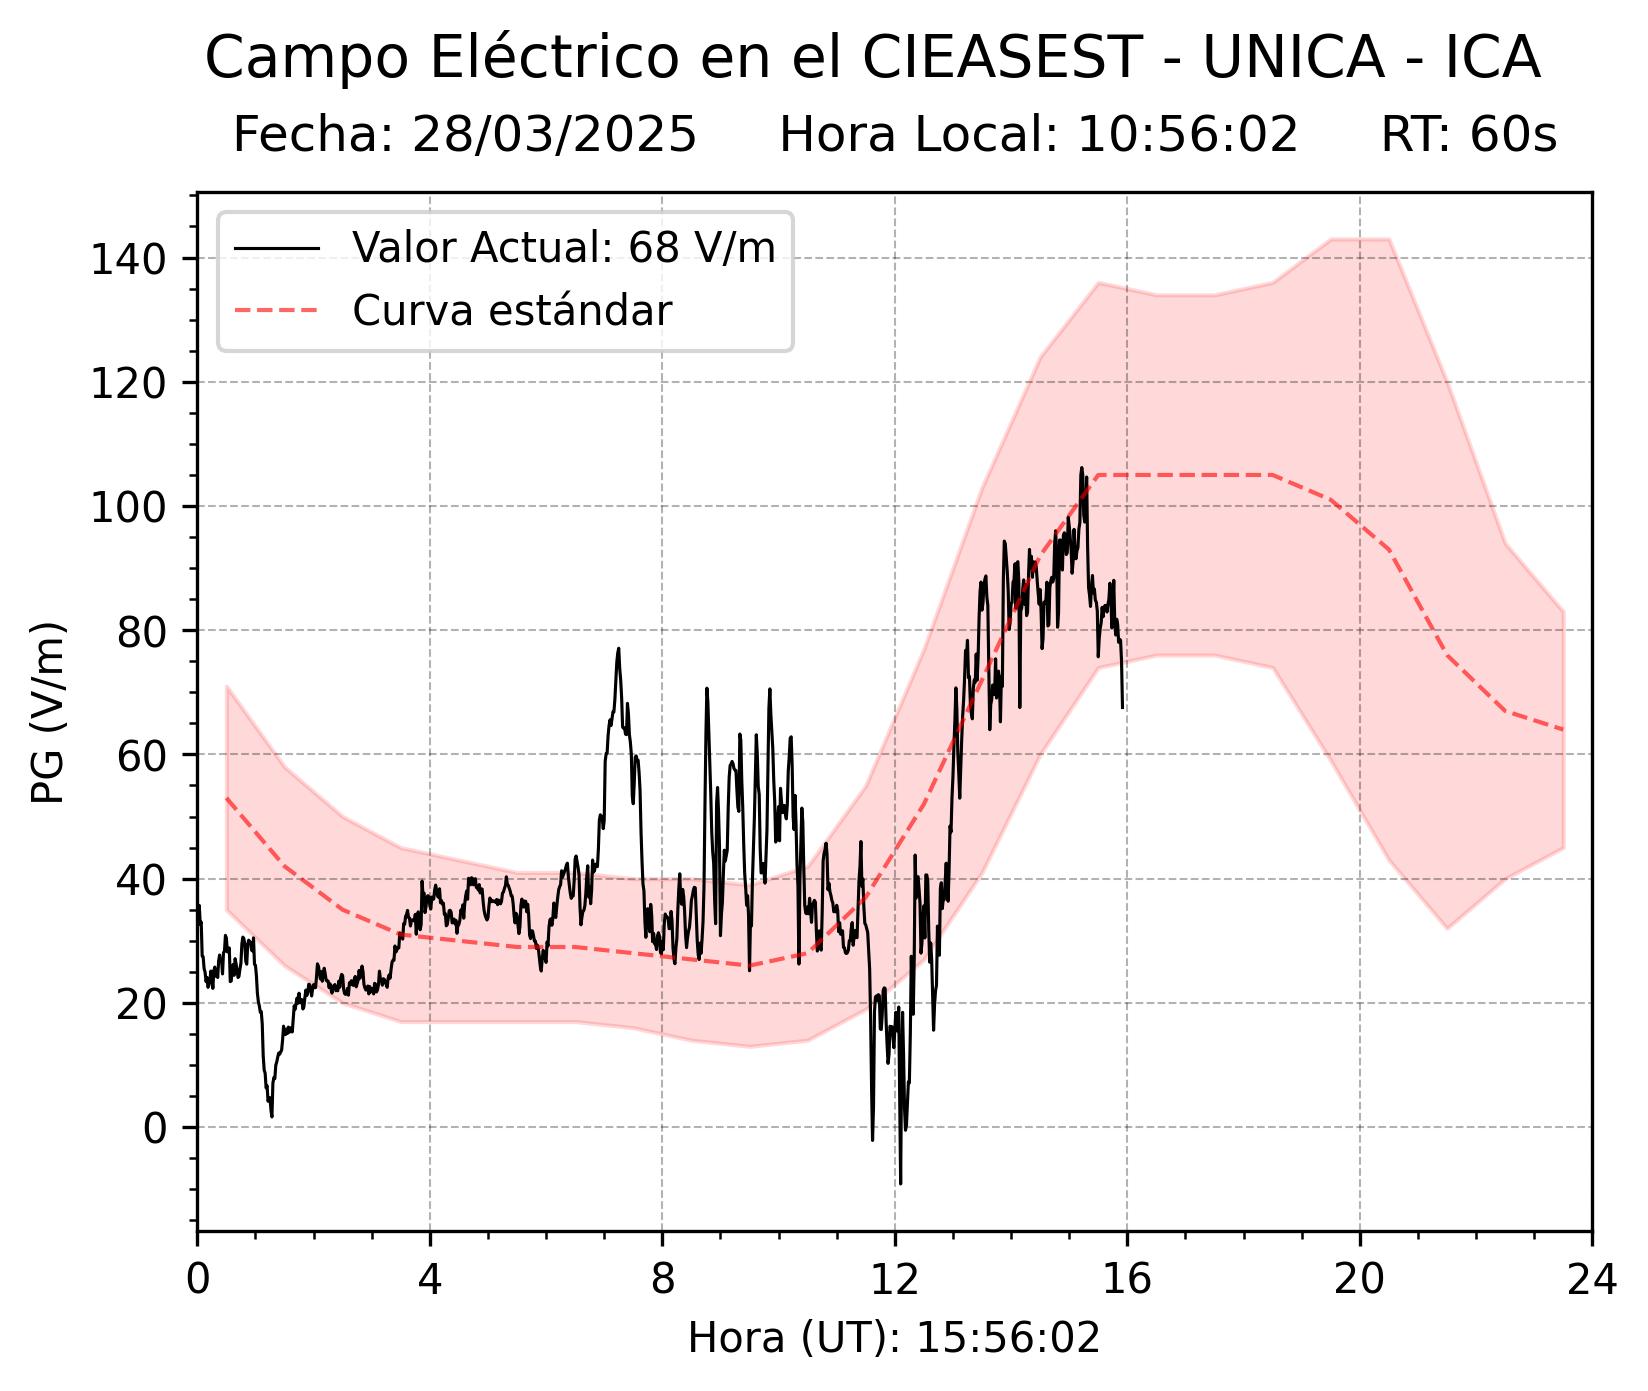 Campo Eléctrico en el CIEASEST - UNICA - ICA
Fecha: 28/03/2025 Hora Local: 10:56:02 RT: 60s
Valor Actual: 68 V/m
Curva estándar
PG (V/m)
140
120
100
80
60
40
20
0
0 4 8 12 16 20 24
Hora (UT): 15:56:02